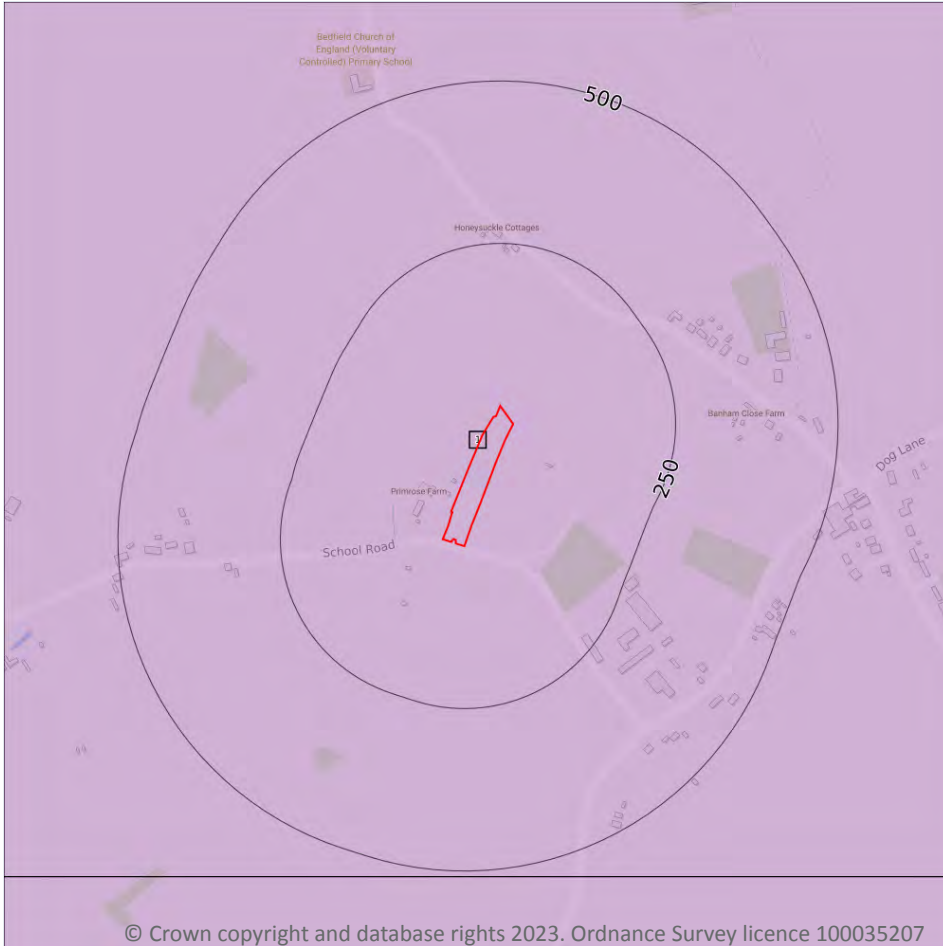 Bedfield Church of
England (Voluntary
Controlled) Primary School
500
Honeysuckle Cottages
Banham Close Farm
Dog Lane
1
250
Primrose Farm
School Road
© Crown copyright and database rights 2023. Ordnance Survey licence 100035207